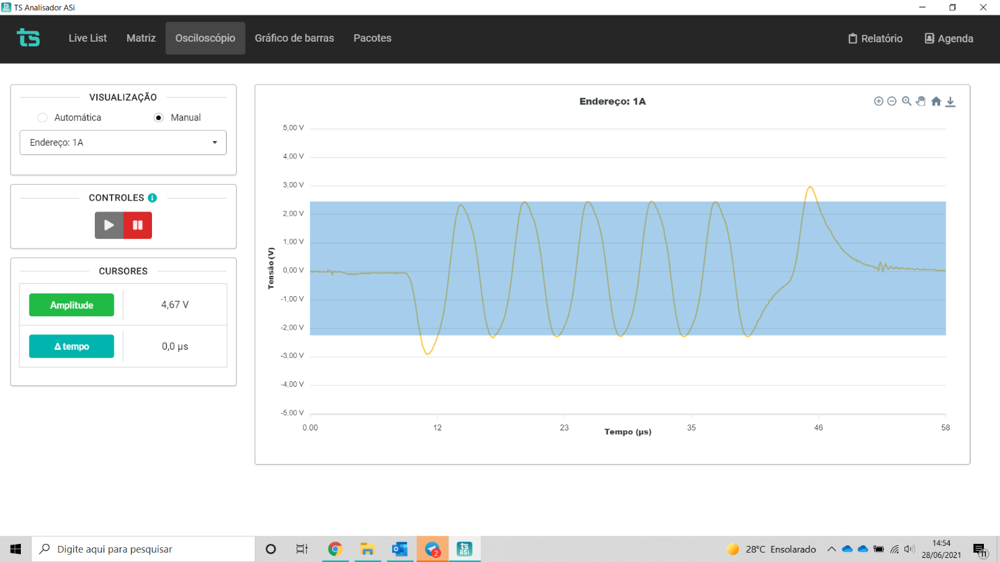 TS Analisador ASi
ts Live List Matriz Osciloscópio Gráfico de barras Pacotes Relatório Agenda
VISUALIZAÇÃO
Automática Manual
Endereço: 1A
CONTROLES
CURSORES
Amplitude 4,67 V
Δ tempo 0,0 µs
Endereço: 1A
5,00 V
4,00 V
3,00 V
2,00 V
1,00 V
0,00 V
-1,00 V
-2,00 V
-3,00 V
-4,00 V
-5,00 V
Tensão (V)
0.00 12 23 35 46 58
Tempo (µs)
Digite aqui para pesquisar
2
ts ASi
28°C Ensolarado
14:54
28/06/2021
11